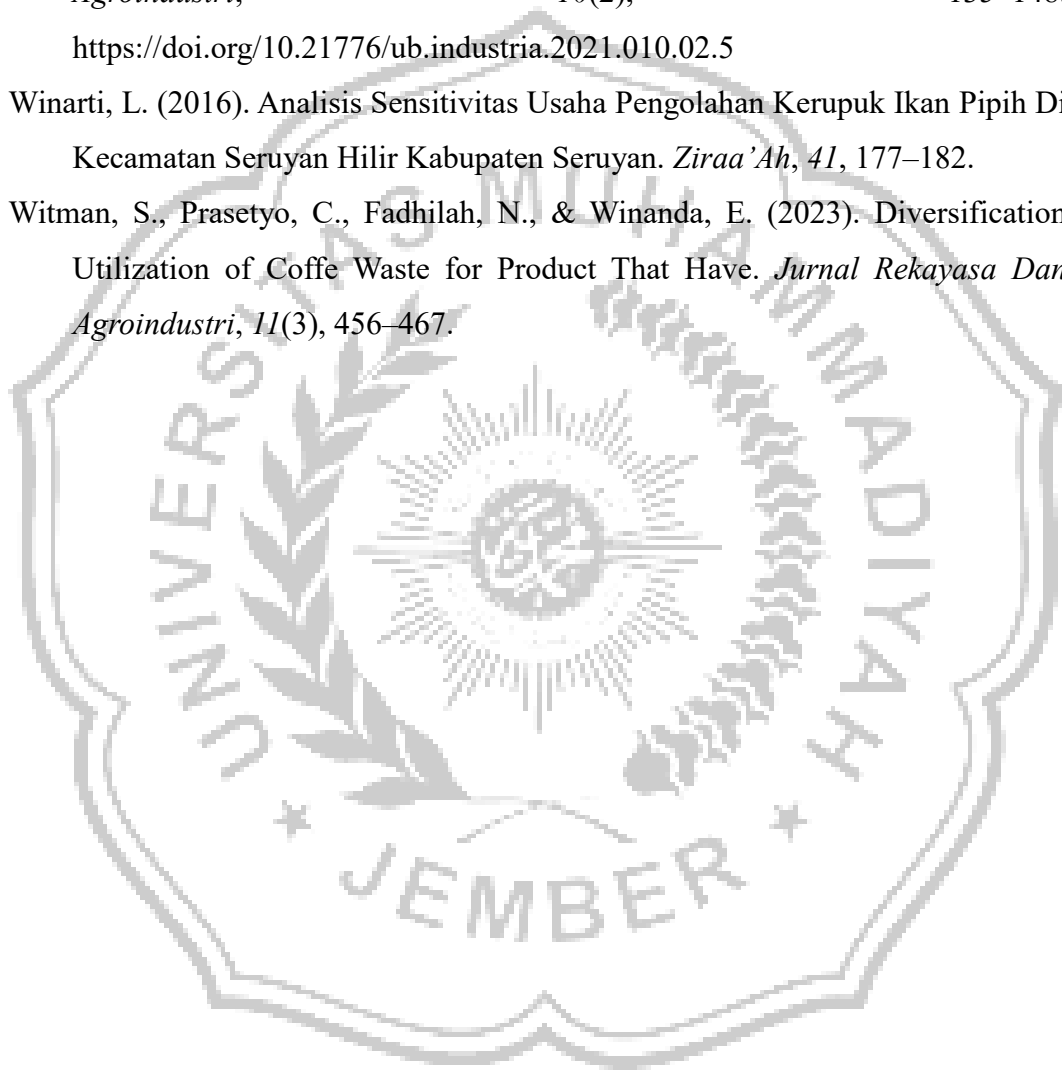 https://doi.org/10.21776/ub.industria.2021.010.02.5
Winarti, L. (2016). Analisis Sensitivitas Usaha Pengolahan Kerupuk Ikan Pipih Di
Kecamatan Seruyan Hilir Kabupaten Seruyan. Ziraa’Ah, 41, 177–182.
Witman, S., Prasetyo, C., Fadhilah, N., & Winanda, E. (2023). Diversification
Utilization of Coffe Waste for Product That Have. Jurnal Rekayasa Dan
Agroindustri, 11(3), 456–467.
UNIVERSITAS MUHAMMADIYAH
JEMBER